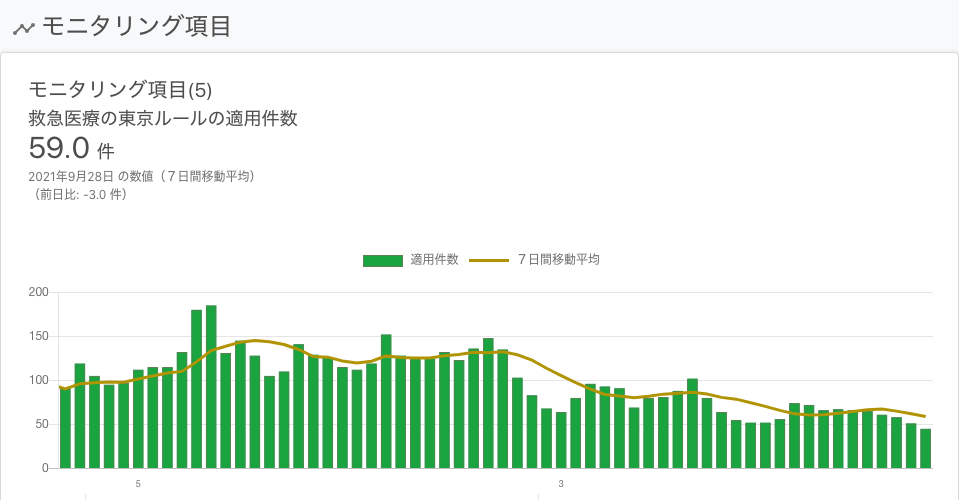 モニタリング項目
モニタリング項目(5)
救急医療の東京ルールの適用件数
59.0 件
2021年9月28日 の数値（７日間移動平均）
（前日比: -3.0 件）
適用件数 ７日間移動平均
200
150
100
50
0
5 3